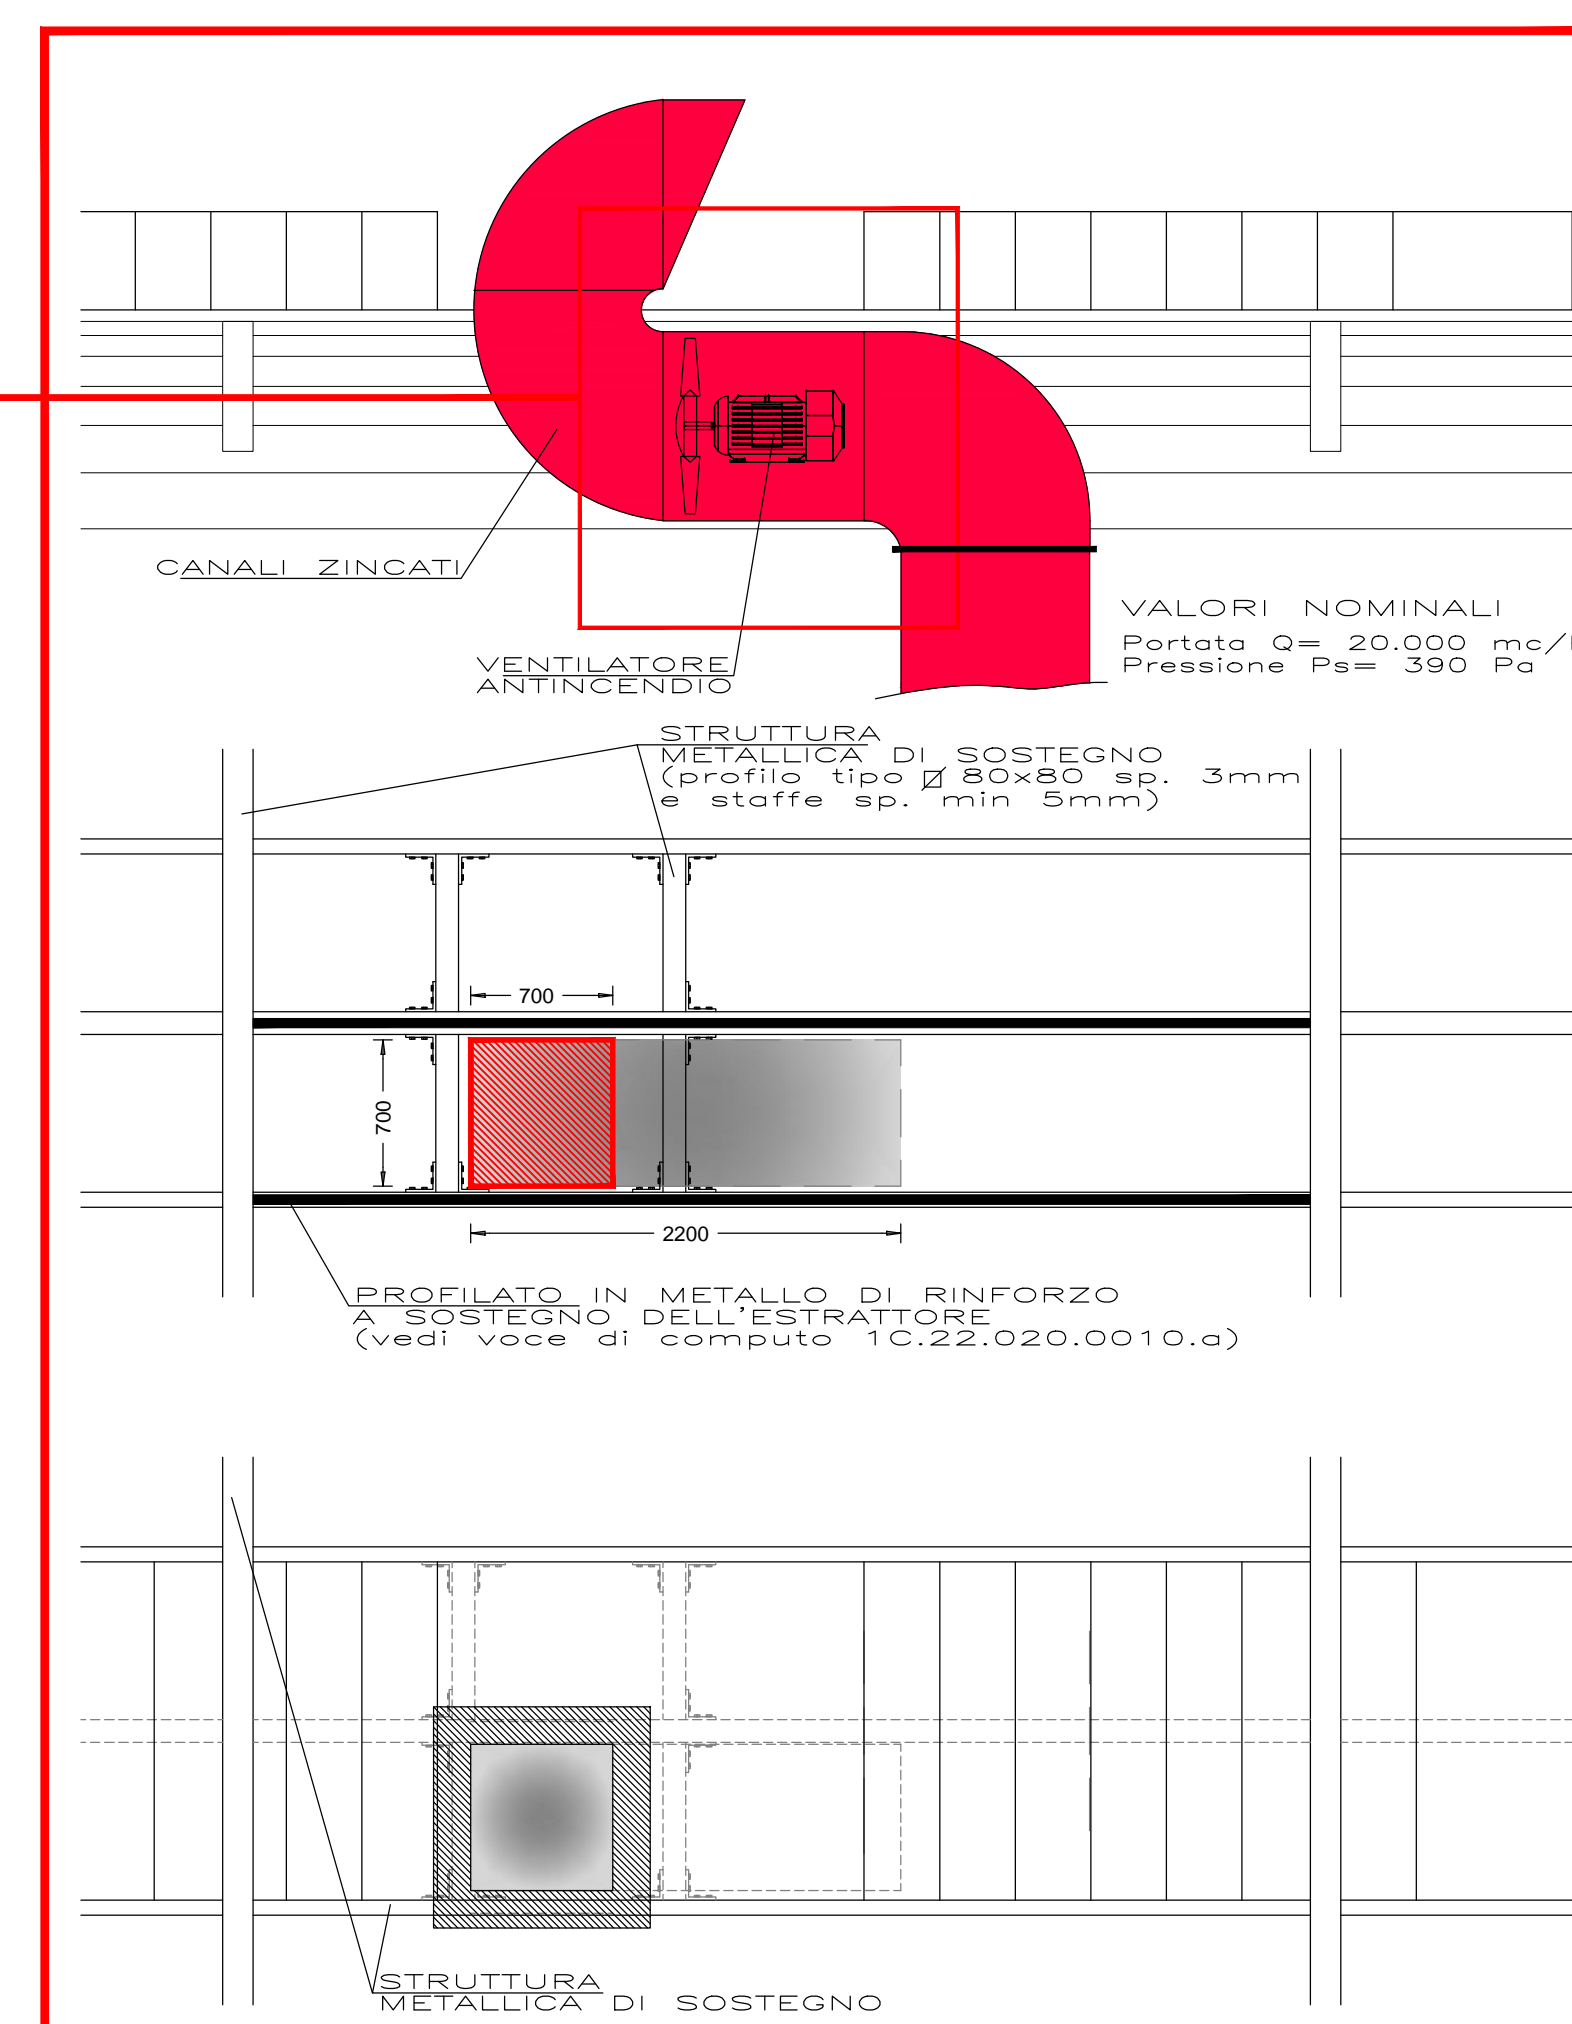 CANALI ZINCATI
VENTILATORE
ANTINCENDIO
VALORI NOMINALI
Portata Q= 20.000 mc/
Pressione Ps= 390 Pa
STRUTTURA
METALLICA DI SOSTEGNO
(profilo tipo 80x80 sp. 3mm
e staffe sp. min 5mm)
700
700
2200
PROFILATO IN METALLO DI RINFORZO
A SOSTEGNO DELL'ESTRATTORE
(vedi voce di computo 1C.22.020.0010.a)
STRUTTURA
METALLICA DI SOSTEGNO